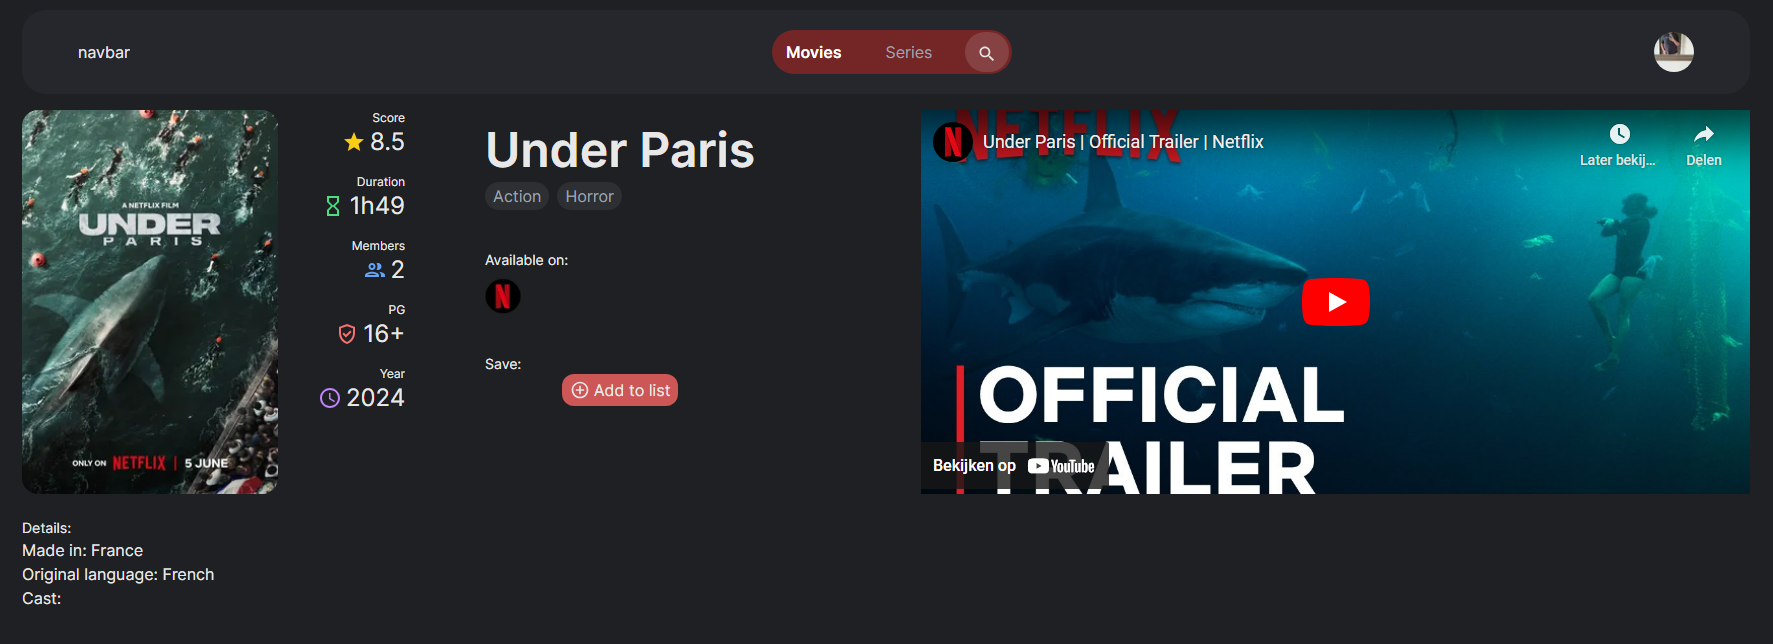 navbar
Movies
Series
A NETFLIX FILM
UNDER
PARIS
ONLY ON NETFLIX | 5 JUNE
Score
8.5
Duration
1h49
Members
2
PG
16+
Year
2024
Under Paris
Action Horror
Available on:
N
Save:
Add to list
NETFLIX
N
Under Paris | Official Trailer | Netflix
Later bekij...
Delen
OFFICIAL
TRAILER
Bekijken op YouTube
Details:
Made in: France
Original language: French
Cast: